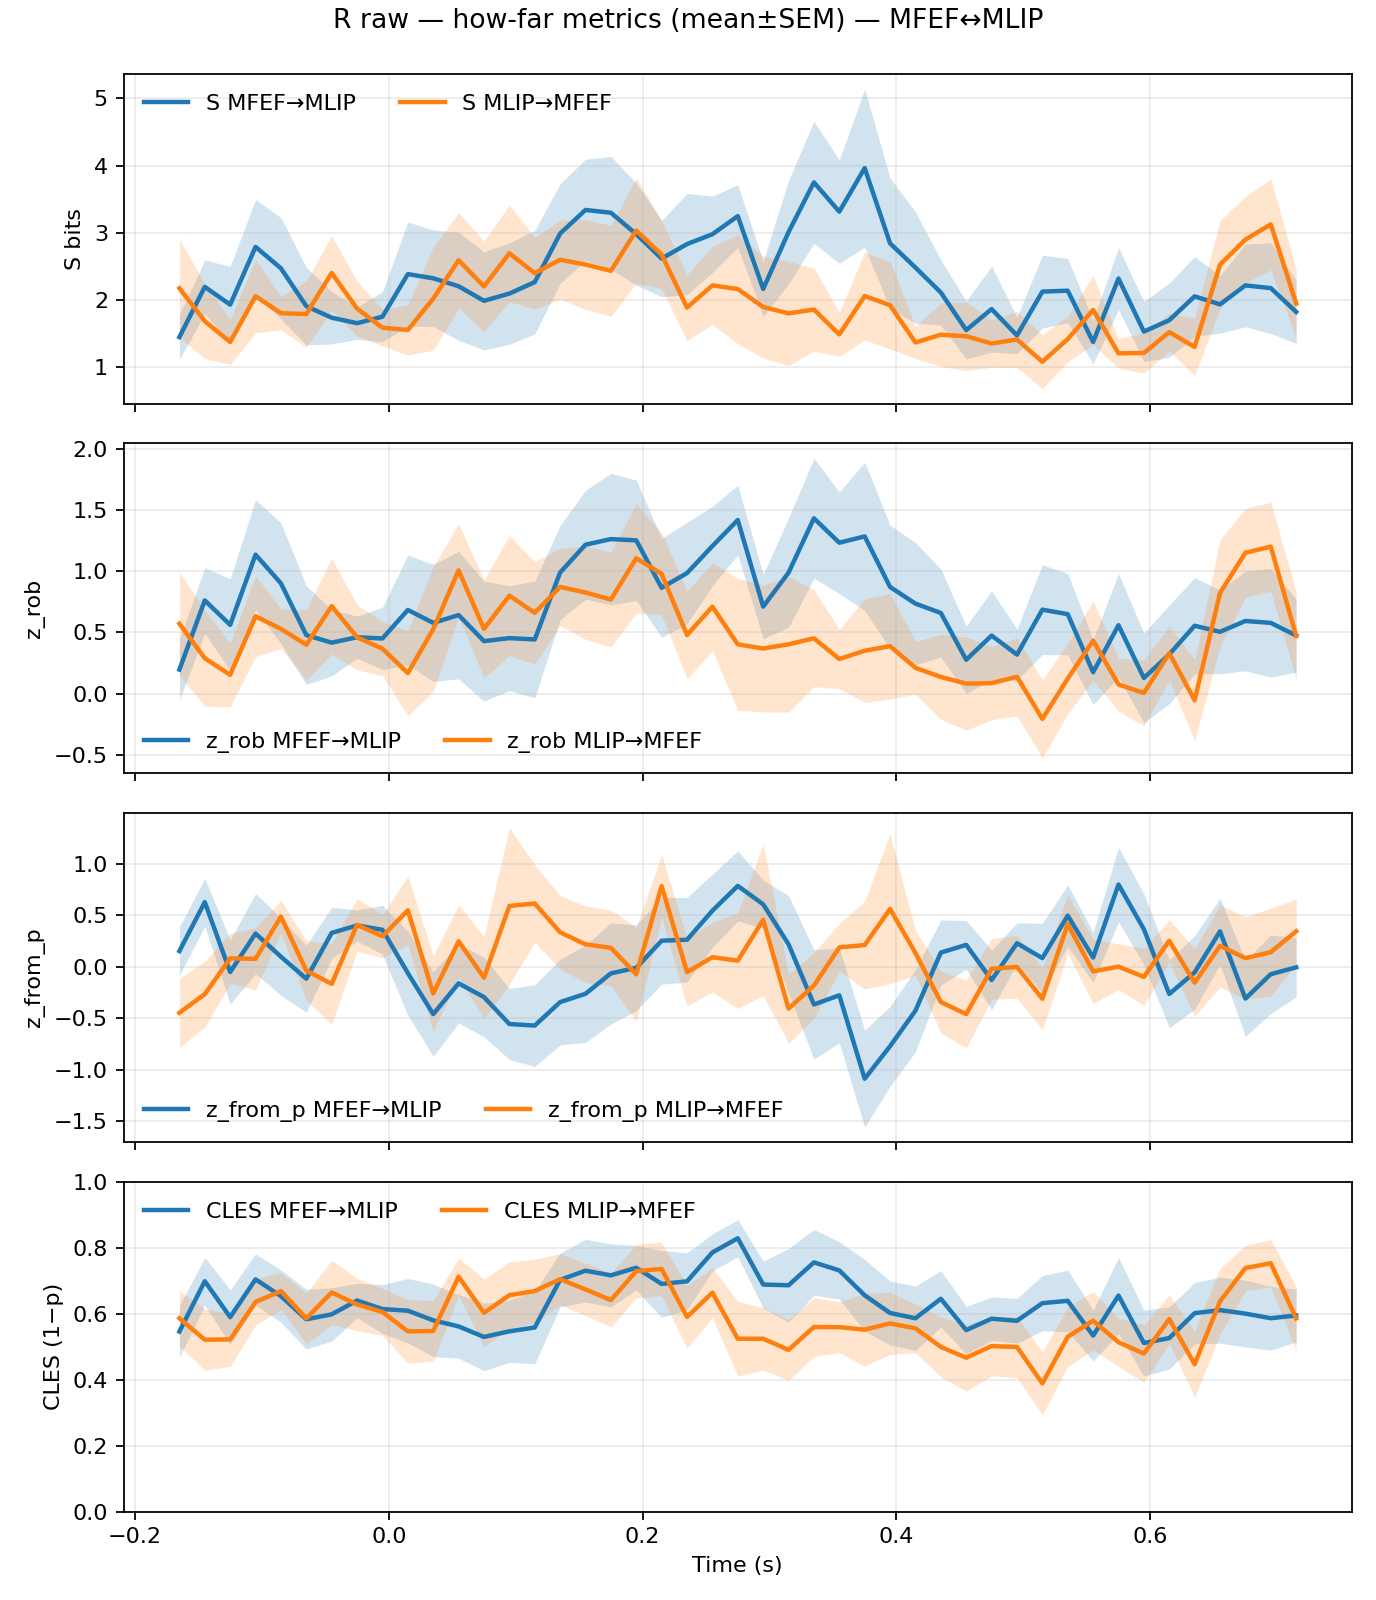 R raw — how-far metrics (mean±SEM) — MFEF↔MLIP
S MFEF→MLIP
S MLIP→MFEF
5
4
3
2
1
S bits
2.0
1.5
1.0
0.5
0.0
−0.5
z_rob
z_rob MFEF→MLIP
z_rob MLIP→MFEF
1.0
0.5
0.0
−0.5
−1.0
−1.5
z_from_p
z_from_p MFEF→MLIP
z_from_p MLIP→MFEF
CLES MFEF→MLIP
CLES MLIP→MFEF
1.0
0.8
0.6
0.4
0.2
0.0
CLES (1−p)
−0.2
0.0
0.2
0.4
0.6
Time (s)